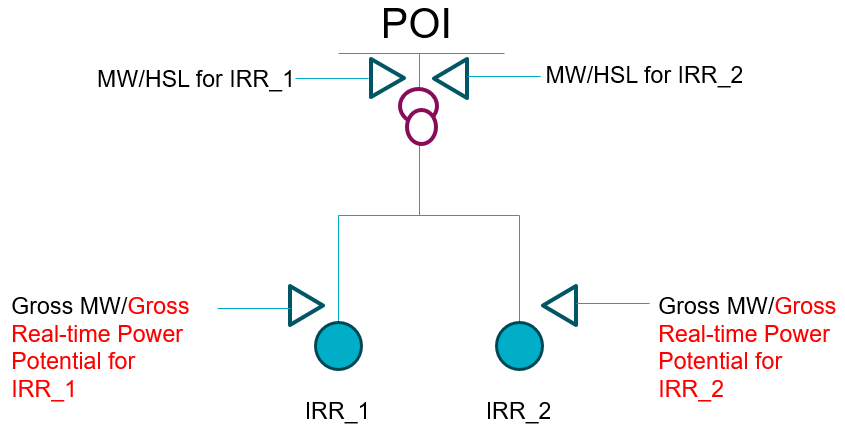 POI
MW/HSL for IRR_1
MW/HSL for IRR_2
Gross MW/Gross
Real-time Power
Potential for
IRR_1
Gross MW/Gross
Real-time Power
Potential for
IRR_2
IRR_1
IRR_2